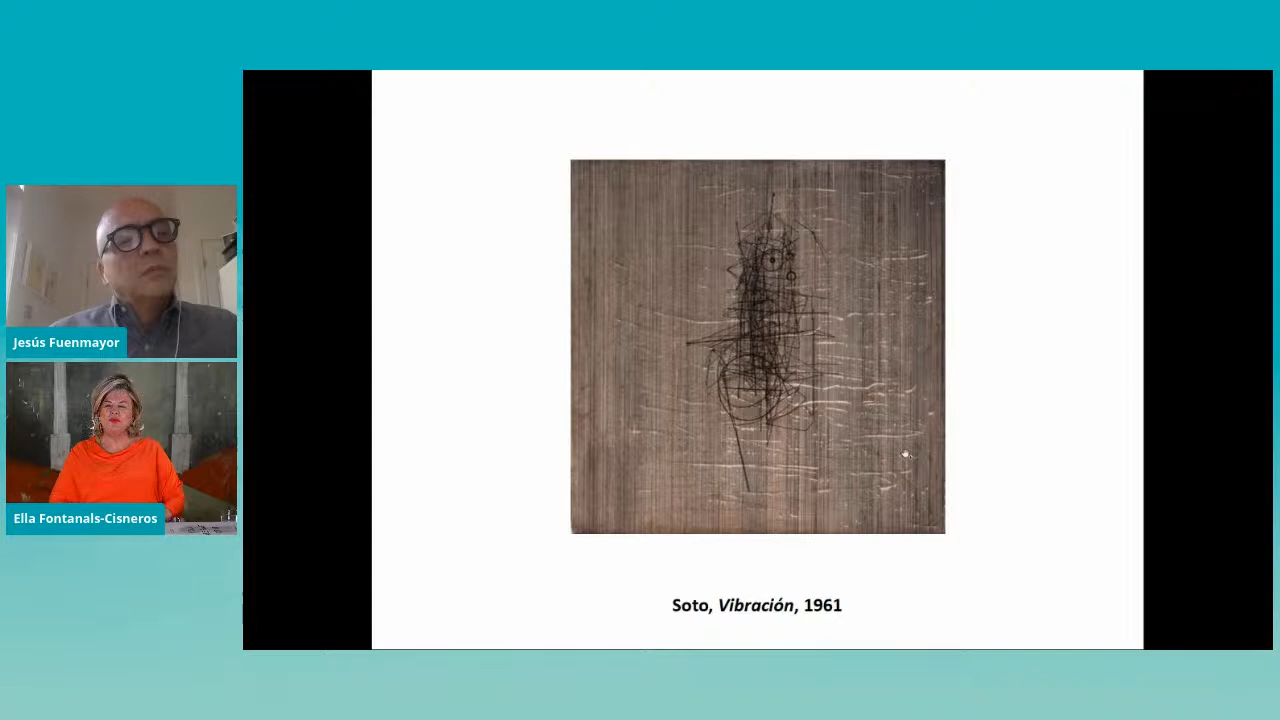 Jesús Fuenmayor
Ella Fontanals-Cisneros
Soto, Vibración, 1961